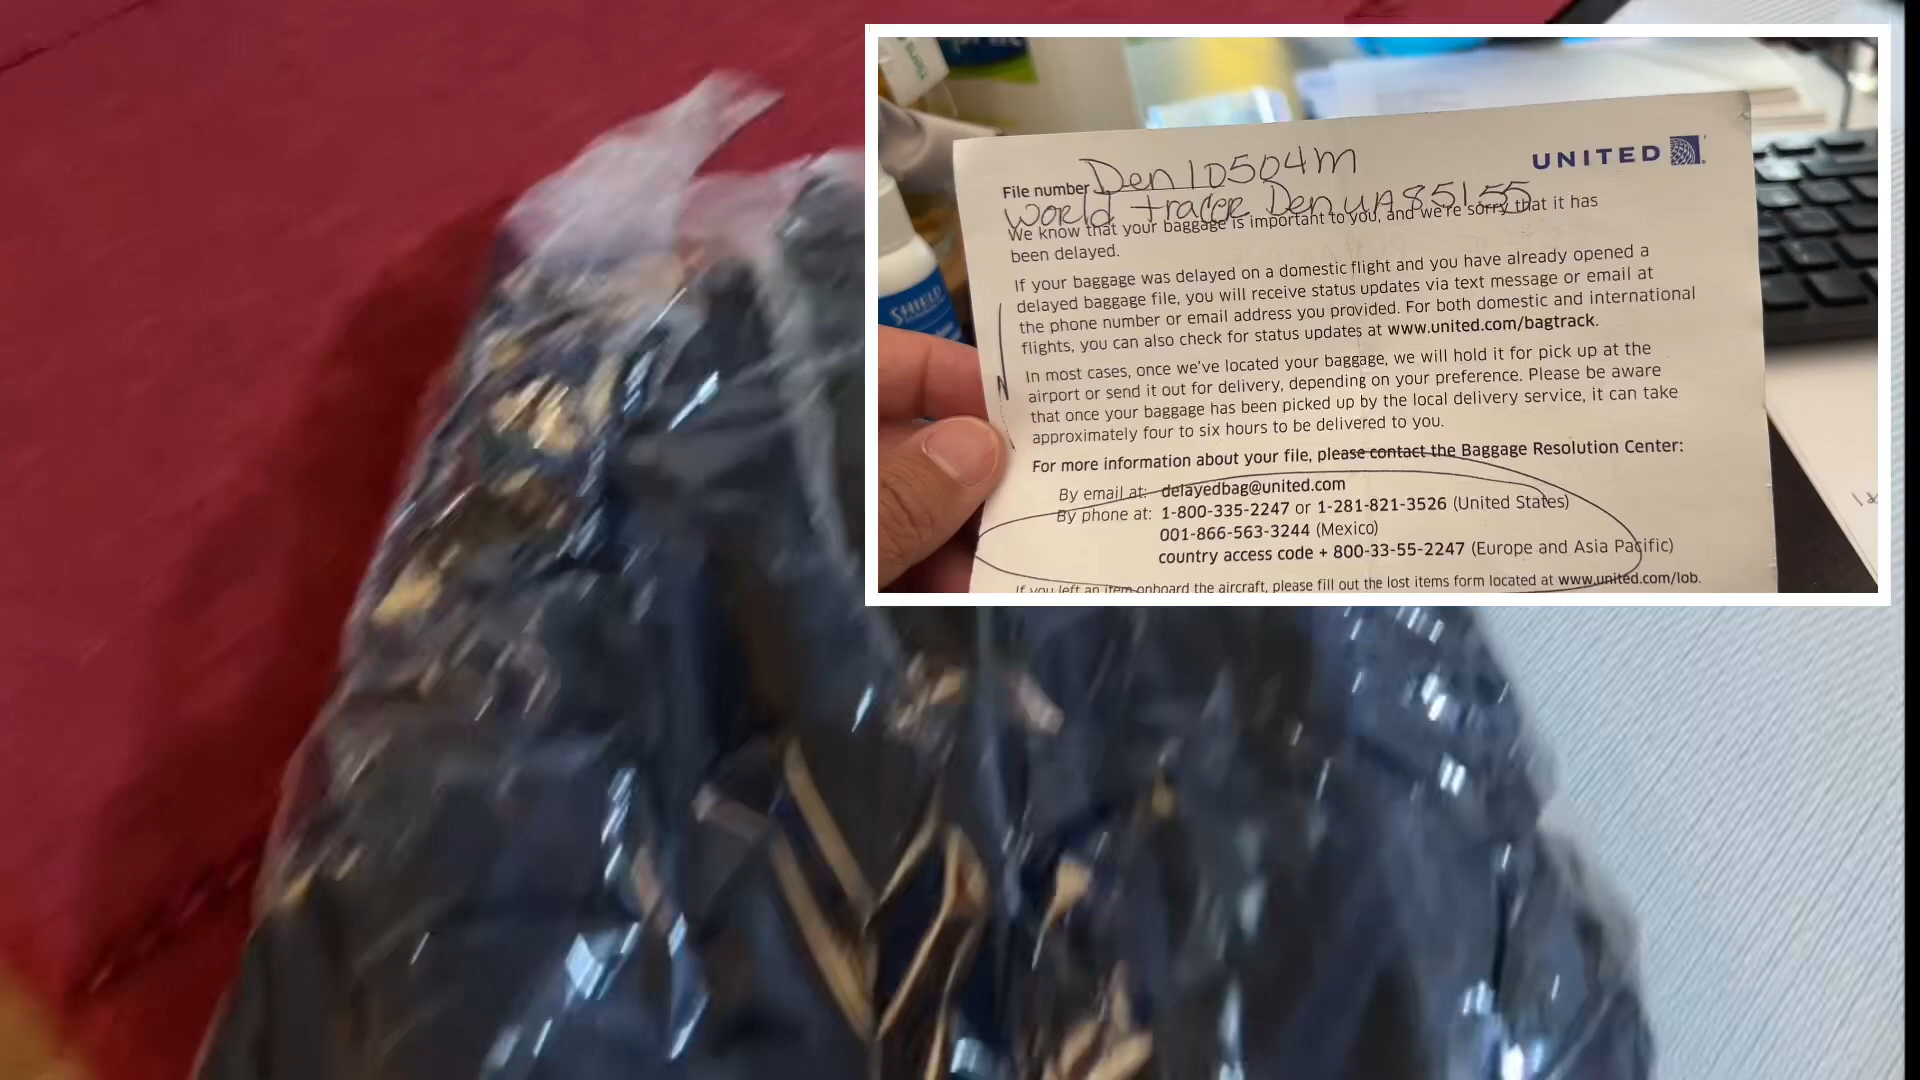 UNITED
File number Den10504m
World tracer DenUA85155
We know that your baggage is important to you, and we're sorry that it has
been delayed.
If your baggage was delayed on a domestic flight and you have already opened a
delayed baggage file, you will receive status updates via text message or email at
the phone number or email address you provided. For both domestic and international
flights, you can also check for status updates at www.united.com/bagtrack.
In most cases, once we've located your baggage, we will hold it for pick up at the
airport or send it out for delivery, depending on your preference. Please be aware
that once your baggage has been picked up by the local delivery service, it can take
approximately four to six hours to be delivered to you.
For more information about your file, please contact the Baggage Resolution Center:
By email at: delayedbag@united.com
By phone at: 1-800-335-2247 or 1-281-821-3526 (United States)
001-866-563-3244 (Mexico)
country access code + 800-33-55-2247 (Europe and Asia Pacific)
If you left an item onboard the aircraft, please fill out the lost items form located at www.united.com/lob.
SHIELD